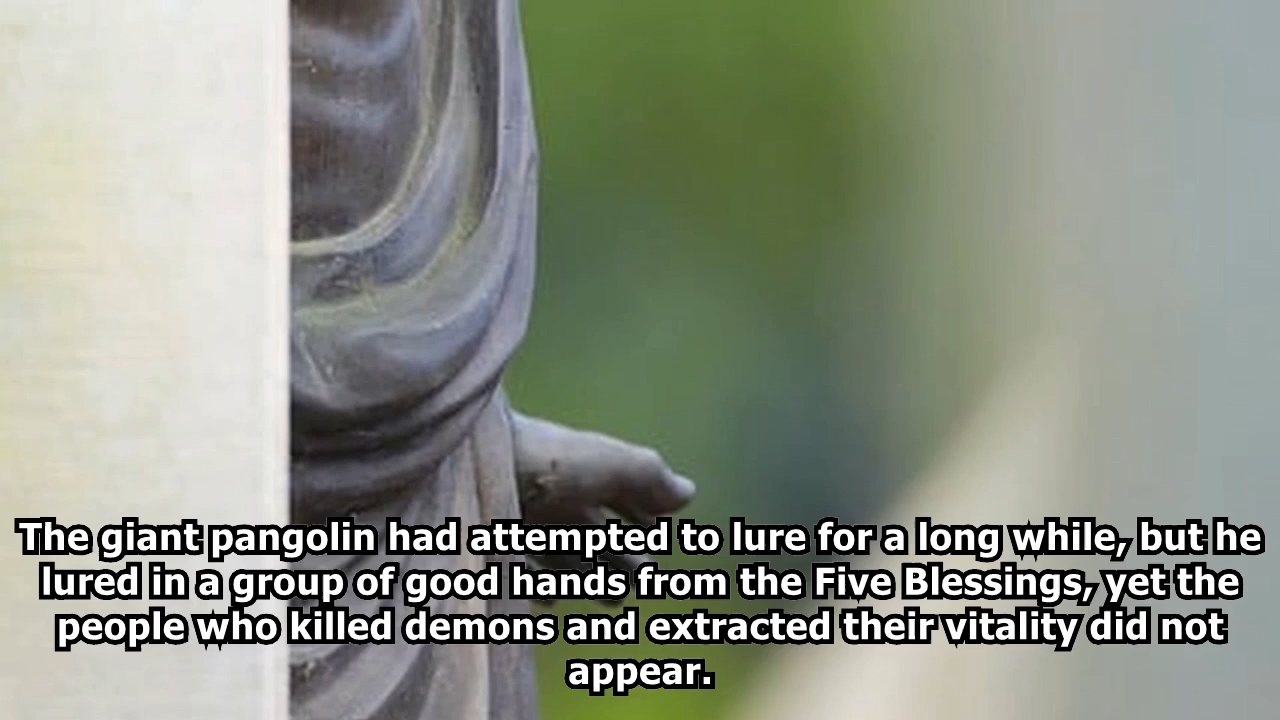 The giant pangolin had attempted to lure for a long while, but he
lured in a group of good hands from the Five Blessings, yet the
people who killed demons and extracted their vitality did not
appear.